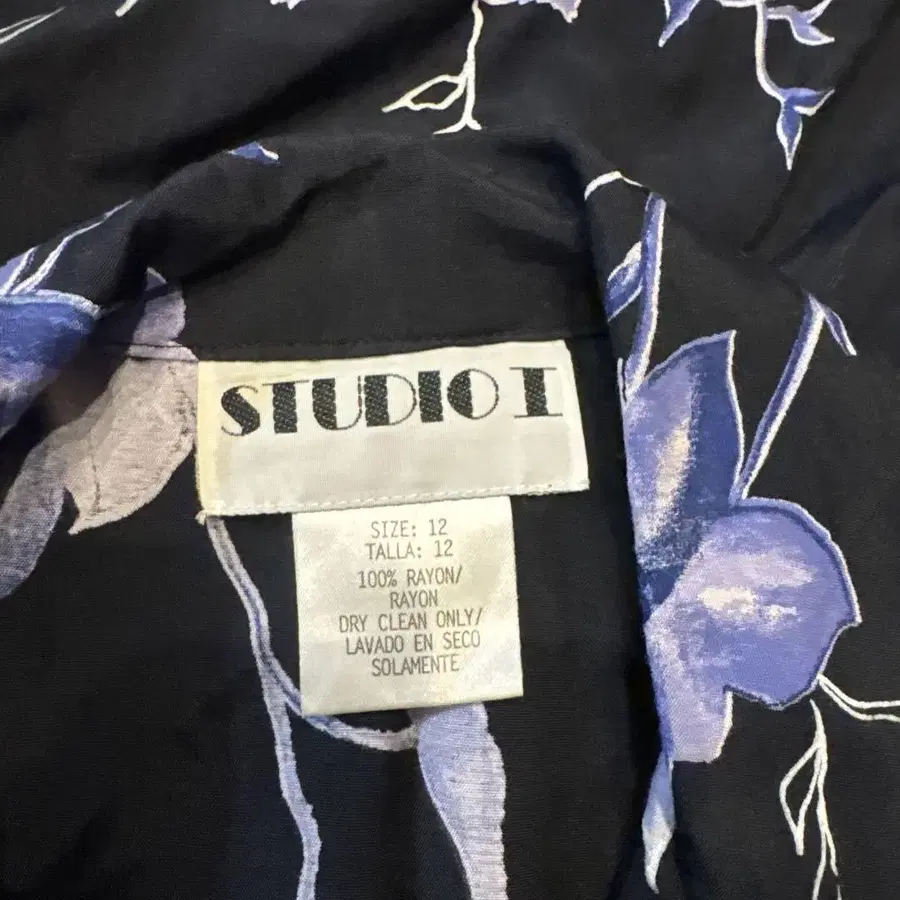 STUDIO I
SIZE: 12
TALLA: 12
100% RAYON/
RAYON
DRY CLEAN ONLY/
LAVADO EN SECO
SOLAMENTE